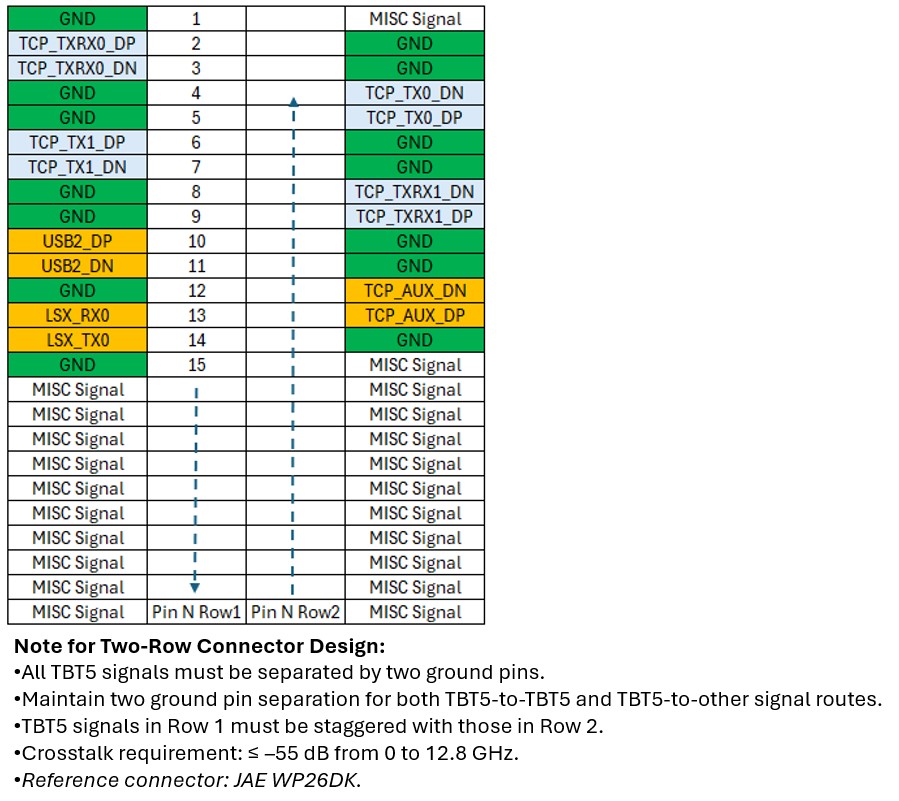 GND 1 MISC Signal
TCP_TXRX0_DP 2 GND
TCP_TXRX0_DN 3 GND
GND 4 TCP_TX0_DN
GND 5 TCP_TX0_DP
TCP_TX1_DP 6 GND
TCP_TX1_DN 7 GND
GND 8 TCP_TXRX1_DN
GND 9 TCP_TXRX1_DP
USB2_DP 10 GND
USB2_DN 11 GND
GND 12 TCP_AUX_DN
LSX_RX0 13 TCP_AUX_DP
LSX_TX0 14 GND
GND 15 MISC Signal
MISC Signal MISC Signal
MISC Signal MISC Signal
MISC Signal MISC Signal
MISC Signal MISC Signal
MISC Signal MISC Signal
MISC Signal MISC Signal
MISC Signal MISC Signal
MISC Signal MISC Signal
MISC Signal MISC Signal
MISC Signal Pin N Row1 Pin N Row2 MISC Signal
Note for Two-Row Connector Design:
•All TBT5 signals must be separated by two ground pins.
•Maintain two ground pin separation for both TBT5-to-TBT5 and TBT5-to-other signal routes.
•TBT5 signals in Row 1 must be staggered with those in Row 2.
•Crosstalk requirement: ≤ –55 dB from 0 to 12.8 GHz.
•Reference connector: JAE WP26DK.